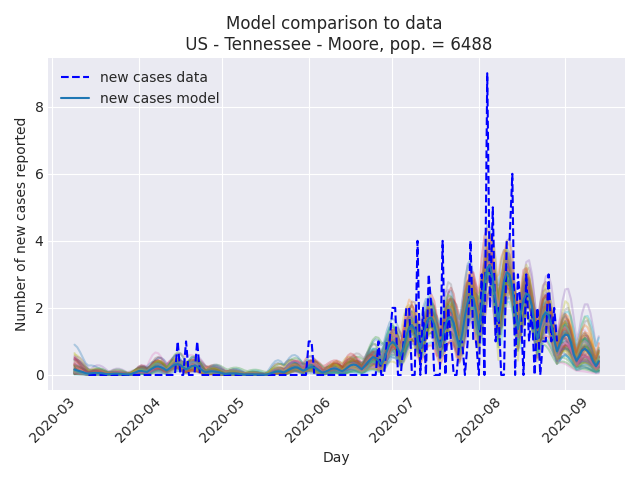 Model comparison to data
US - Tennessee - Moore, pop. = 6488
new cases data
new cases model
Number of new cases reported
8
6
4
2
0
2020-03
2020-04
2020-05
2020-06
2020-07
2020-08
2020-09
Day